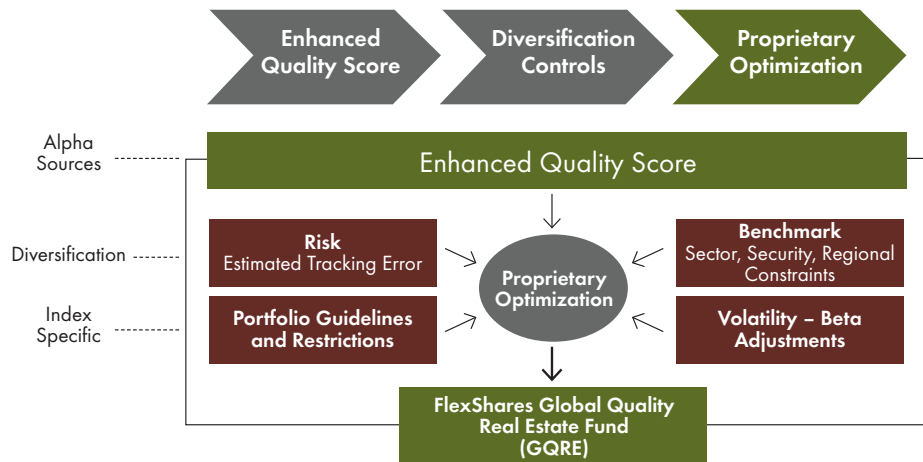 Enhanced
Quality Score
Diversification
Controls
Proprietary
Optimization
Alpha
Sources
Enhanced Quality Score
Diversification
Risk
Estimated Tracking Error
Benchmark
Sector, Security, Regional
Constraints
Proprietary
Optimization
Index
Specific
Portfolio Guidelines
and Restrictions
Volatility – Beta
Adjustments
FlexShares Global Quality
Real Estate Fund
(GQRE)